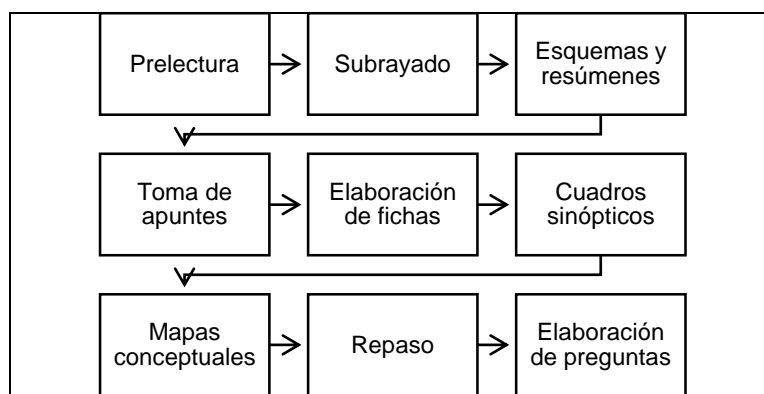 Prelectura
Subrayado
Esquemas y
resúmenes
Toma de
apuntes
Elaboración
de fichas
Cuadros
sinópticos
Mapas
conceptuales
Repaso
Elaboración
de preguntas